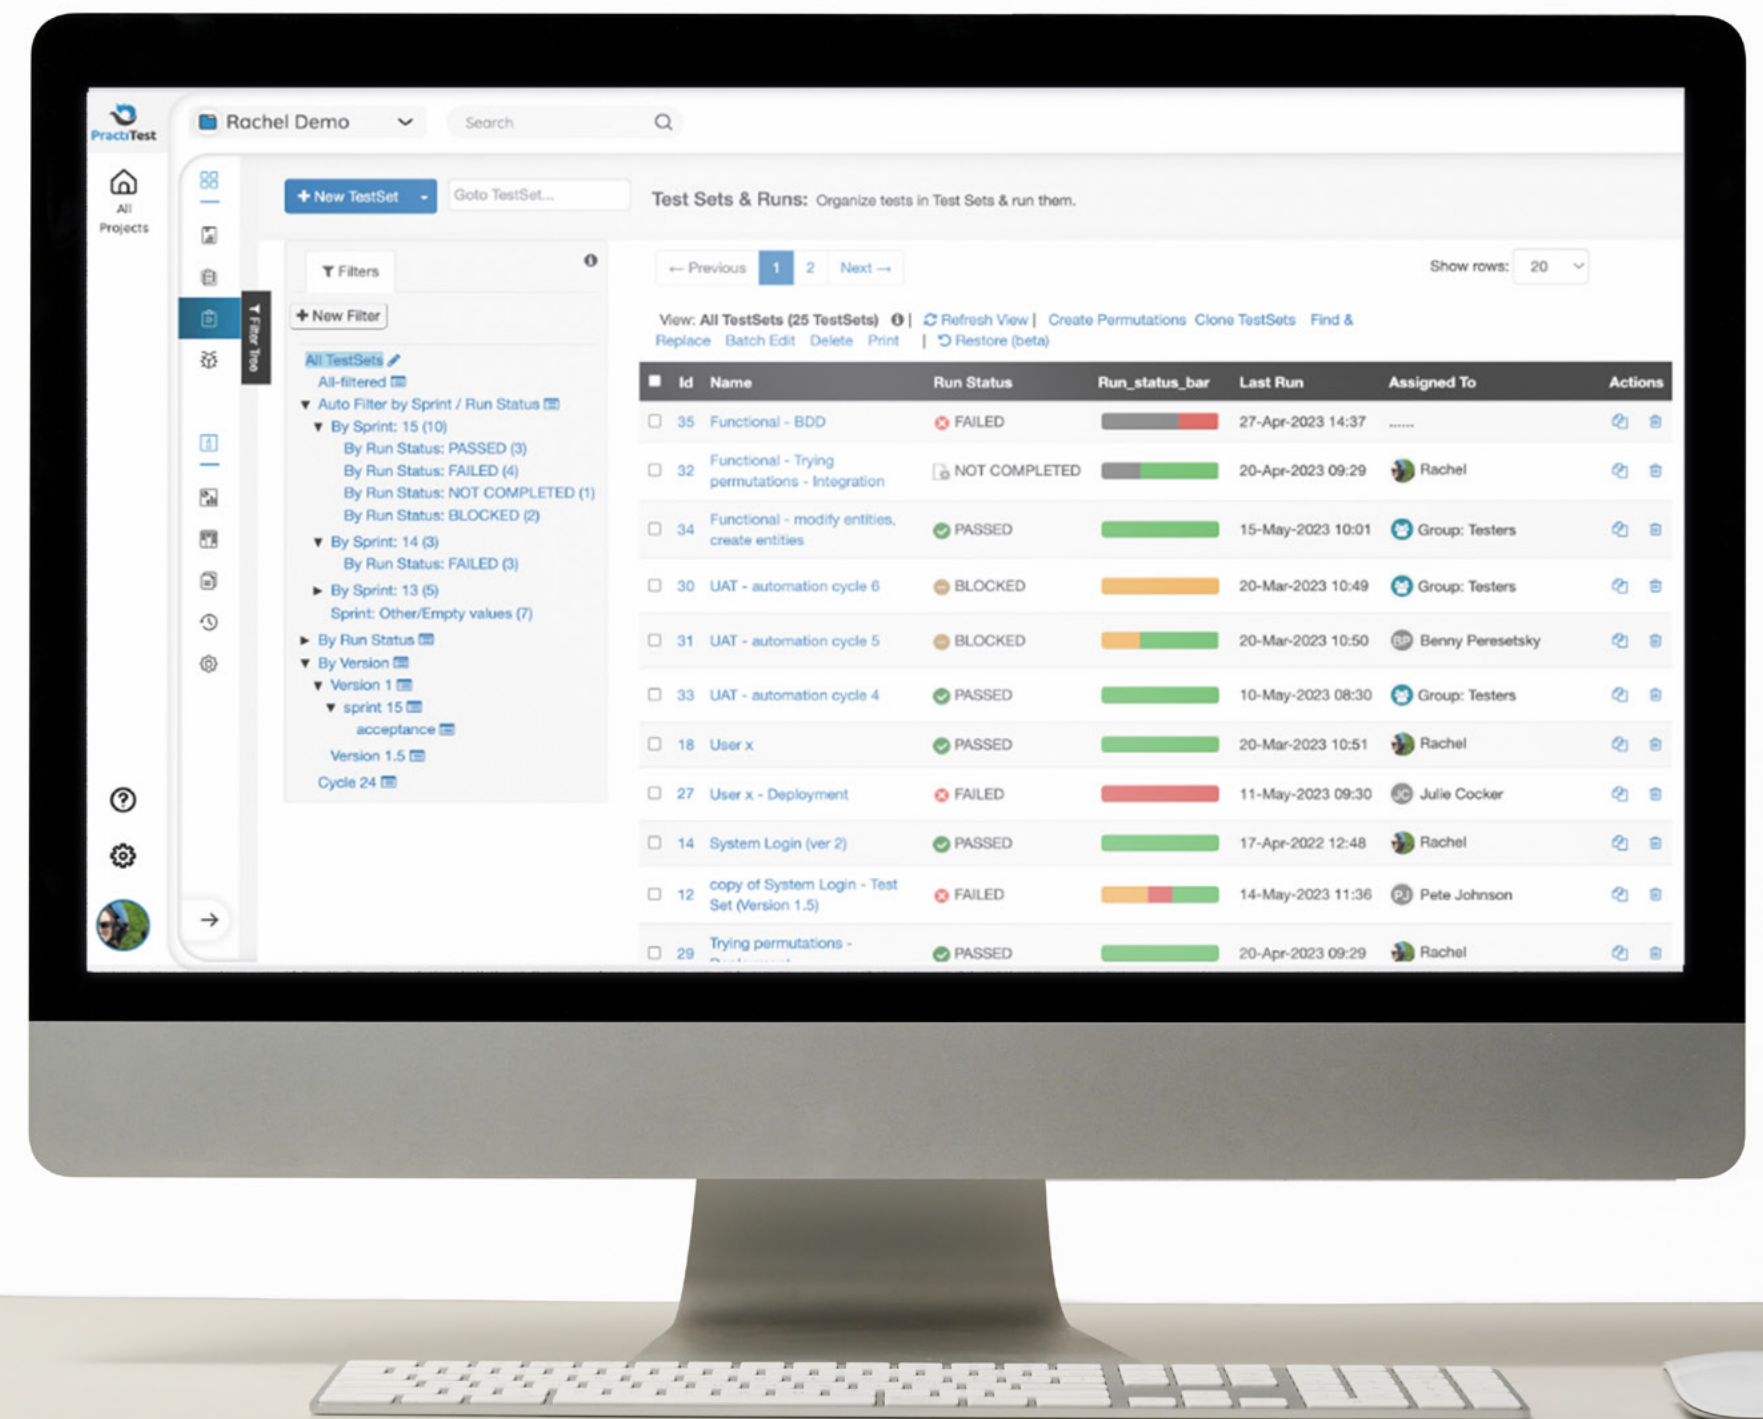 PractiTest
Rachel Demo
Search
All
Projects
+ New TestSet
Goto TestSet...
Test Sets & Runs: Organize tests in Test Sets & run them.
Filter Tree
Filters
+ New Filter
All TestSets
All-filtered
Auto Filter by Sprint / Run Status
By Sprint: 15 (10)
By Run Status: PASSED (3)
By Run Status: FAILED (4)
By Run Status: NOT COMPLETED (1)
By Run Status: BLOCKED (2)
By Sprint: 14 (3)
By Run Status: FAILED (3)
By Sprint: 13 (5)
Sprint: Other/Empty values (7)
By Run Status
By Version
Version 1
sprint 15
acceptance
Version 1.5
Cycle 24
← Previous 1 2 Next →
Show rows: 20
View: All TestSets (25 TestSets) | Refresh View | Create Permutations Clone TestSets Find &
Replace Batch Edit Delete Print | Restore (beta)
Id Name Run Status Run_status_bar Last Run Assigned To Actions
35 Functional - BDD FAILED 27-Apr-2023 14:37 ......
32 Functional - Trying
permutations - Integration NOT COMPLETED 20-Apr-2023 09:29 Rachel
34 Functional - modify entities,
create entities PASSED 15-May-2023 10:01 Group: Testers
30 UAT - automation cycle 6 BLOCKED 20-Mar-2023 10:49 Group: Testers
31 UAT - automation cycle 5 BLOCKED 20-Mar-2023 10:50 BP Benny Peresetsky
33 UAT - automation cycle 4 PASSED 10-May-2023 08:30 Group: Testers
18 User x PASSED 20-Mar-2023 10:51 Rachel
27 User x - Deployment FAILED 11-May-2023 09:30 JC Julie Cocker
14 System Login (ver 2) PASSED 17-Apr-2022 12:48 Rachel
12 copy of System Login - Test
Set (Version 1.5) FAILED 14-May-2023 11:36 PJ Pete Johnson
29 Trying permutations -
PASSED 20-Apr-2023 09:29 Rachel